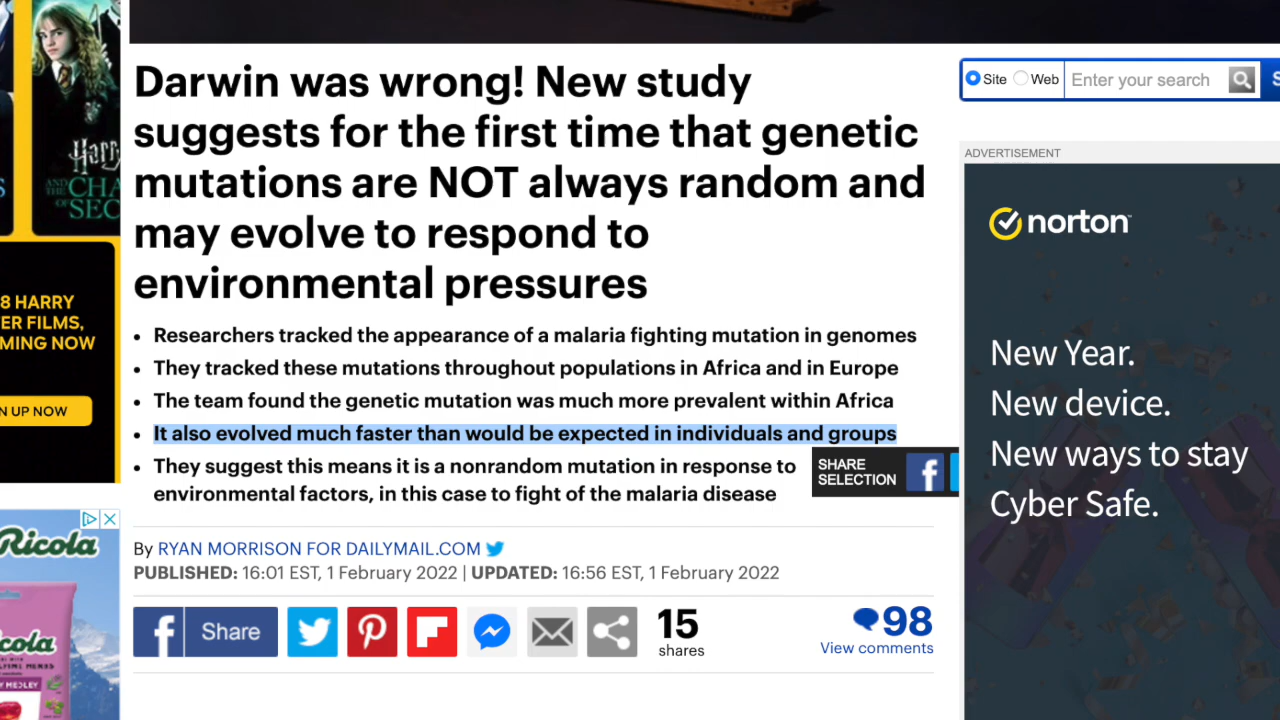 Darwin was wrong! New study
suggests for the first time that genetic
mutations are NOT always random and
may evolve to respond to
environmental pressures
• Researchers tracked the appearance of a malaria fighting mutation in genomes
• They tracked these mutations throughout populations in Africa and in Europe
• The team found the genetic mutation was much more prevalent within Africa
• It also evolved much faster than would be expected in individuals and groups
• They suggest this means it is a nonrandom mutation in response to
environmental factors, in this case to fight of the malaria disease
SHARE
SELECTION
By RYAN MORRISON FOR DAILYMAIL.COM
PUBLISHED: 16:01 EST, 1 February 2022 | UPDATED: 16:56 EST, 1 February 2022
Share
15
shares
98
View comments
Site Web Enter your search
ADVERTISEMENT
norton
New Year.
New device.
New ways to stay
Cyber Safe.
8 HARRY
ER FILMS,
MING NOW
N UP NOW
Ricola
cola
MEDLEY